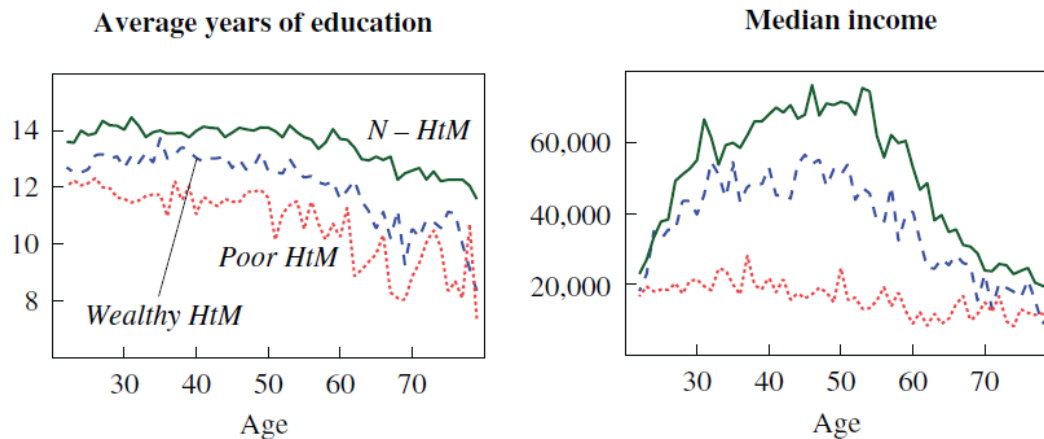 Average years of education
14
12
10
8
N – HtM
Poor HtM
Wealthy HtM
30 40 50 60 70
Age
Median income
60,000
40,000
20,000
30 40 50 60 70
Age